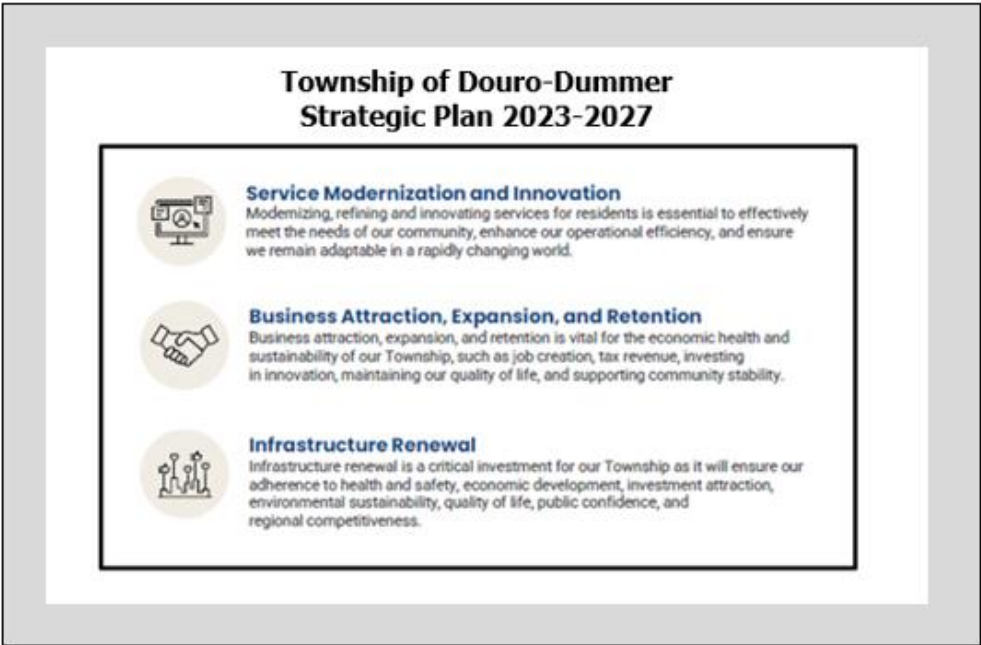 Township of Douro-Dummer
Strategic Plan 2023-2027
Service Modernization and Innovation
Modernizing, refining and innovating services for residents is essential to effectively
meet the needs of our community, enhance our operational efficiency, and ensure
we remain adaptable in a rapidly changing world.
Business Attraction, Expansion, and Retention
Business attraction, expansion, and retention is vital for the economic health and
sustainability of our Township, such as job creation, tax revenue, investing
in innovation, maintaining our quality of life, and supporting community stability.
Infrastructure Renewal
Infrastructure renewal is a critical investment for our Township as it will ensure our
adherence to health and safety, economic development, investment attraction,
environmental sustainability, quality of life, public confidence, and
regional competitiveness.